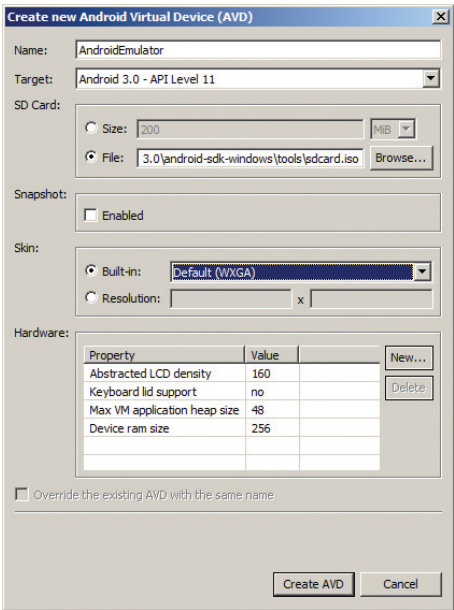 Create new Android Virtual Device (AVD)
Name: AndroidEmulator
Target: Android 3.0 - API Level 11
SD Card:
Size: 200 MiB
File: 3.0\android-sdk-windows\tools\sdcard.iso Browse...
Snapshot:
Enabled
Skin:
Built-in: Default (WXGA)
Resolution: x
Hardware:
Property Value New...
Abstracted LCD density 160
Keyboard lid support no Delete
Max VM application heap size 48
Device ram size 256
Override the existing AVD with the same name
Create AVD Cancel